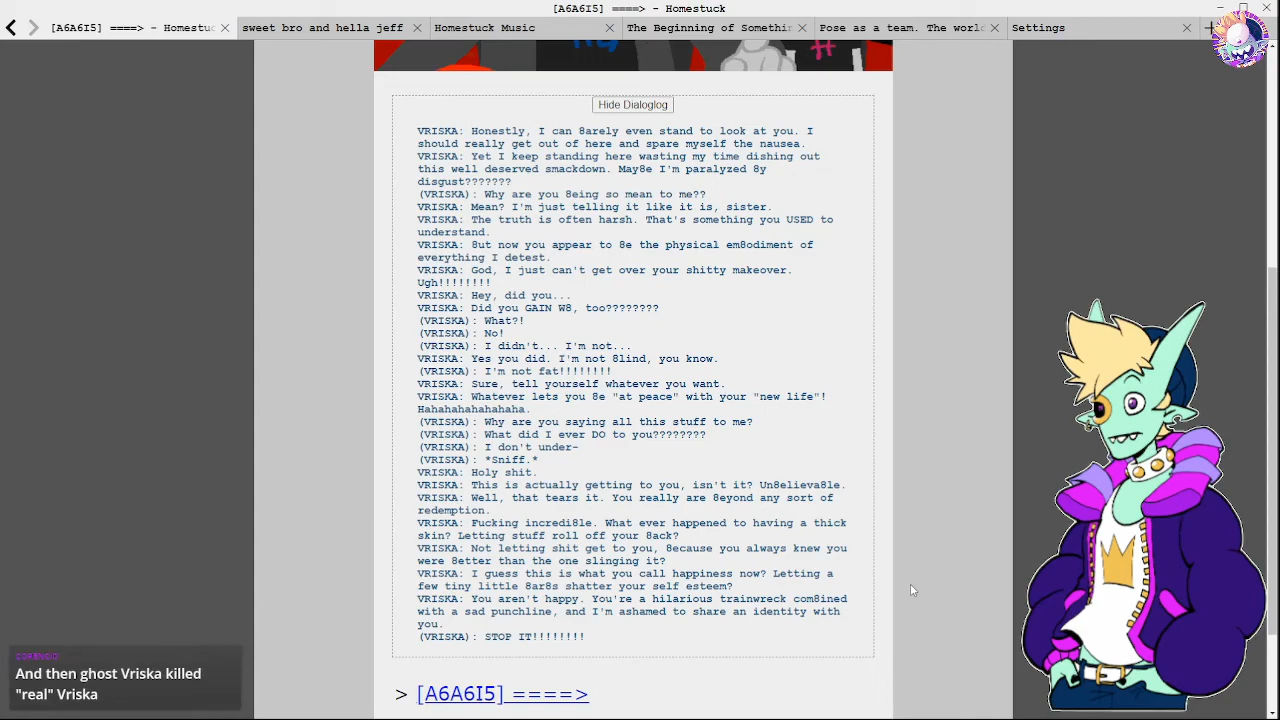 [A6A6I5] ====> - Homestuck
[A6A6I5] ====> - Homestuc
sweet bro and hella jeff
Homestuck Music
The Beginning of Somethin
Pose as a team. The world
Settings
Hide Dialoglog
VRISKA: Honestly, I can 8arely even stand to look at you. I
should really get out of here and spare myself the nausea.
VRISKA: Yet I keep standing here wasting my time dishing out
this well deserved smackdown. May8e I'm paralyzed 8y
disgust???????
(VRISKA): Why are you 8eing so mean to me??
VRISKA: Mean? I'm just telling it like it is, sister.
VRISKA: The truth is often harsh. That's something you USED to
understand.
VRISKA: 8ut now you appear to 8e the physical em8odiment of
everything I detest.
VRISKA: God, I just can't get over your shitty makeover.
Ugh!!!!!!!!
VRISKA: Hey, did you...
VRISKA: Did you GAIN W8, too????????
(VRISKA): What?!
(VRISKA): No!
(VRISKA): I didn't... I'm not...
VRISKA: Yes you did. I'm not 8lind, you know.
(VRISKA): I'm not fat!!!!!!!!
VRISKA: Sure, tell yourself whatever you want.
VRISKA: Whatever lets you 8e "at peace" with your "new life"!
Hahahahahahahaha.
(VRISKA): Why are you saying all this stuff to me?
(VRISKA): What did I ever DO to you????????
(VRISKA): I don't under-
(VRISKA): *Sniff.*
VRISKA: Holy shit.
VRISKA: This is actually getting to you, isn't it? Un8elieva8le.
VRISKA: Well, that tears it. You really are 8eyond any sort of
redemption.
VRISKA: Fucking incredi8le. What ever happened to having a thick
skin? Letting stuff roll off your 8ack?
VRISKA: Not letting shit get to you, 8ecause you always knew you
were 8etter than the one slinging it?
VRISKA: I guess this is what you call happiness now? Letting a
few tiny little 8ar8s shatter your self esteem?
VRISKA: You aren't happy. You're a hilarious trainwreck com8ined
with a sad punchline, and I'm ashamed to share an identity with
you.
(VRISKA): STOP IT!!!!!!!!
> [A6A6I5] ====>
And then ghost Vriska killed
"real" Vriska